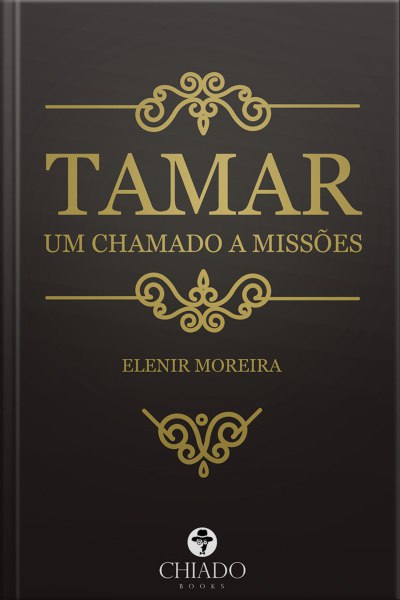 TAMAR
UM CHAMADO A MISSÕES
ELENIR MOREIRA
CHIADO
BOOKS